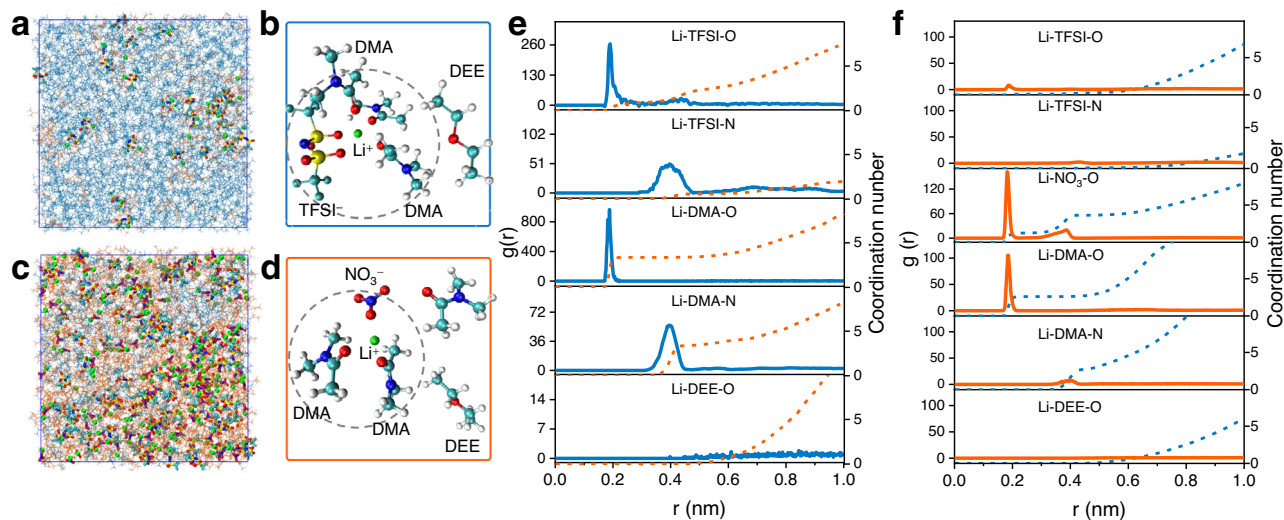 a
b
DMA
DEE
Li⁺
TFSI⁻
DMA
c
d
NO₃⁻
Li⁺
DMA
DMA
DEE
e
Li-TFSI-O
260
130
0
5
0
Li-TFSI-N
102
51
0
5
0
Li-DMA-O
800
400
0
5
0
Li-DMA-N
72
36
0
5
0
Li-DEE-O
14
7
0
5
0
g(r)
Coordination number
0.0 0.2 0.4 0.6 0.8 1.0
r (nm)
f
Li-TFSI-O
100
50
0
5
0
Li-TFSI-N
100
50
0
5
0
Li-NO₃-O
120
60
0
5
0
Li-DMA-O
100
50
0
5
0
Li-DMA-N
100
50
0
5
0
Li-DEE-O
100
50
0
5
0
g (r)
Coordination number
0.0 0.2 0.4 0.6 0.8 1.0
r (nm)